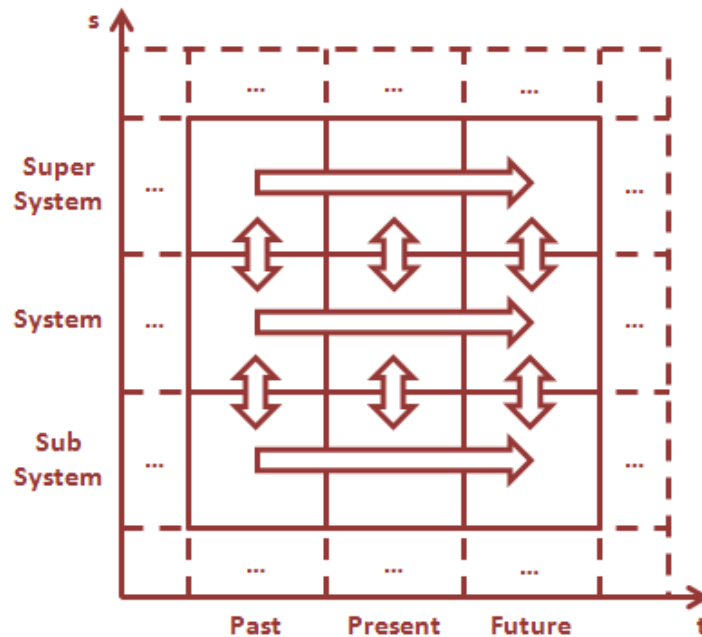 s
... ... ...
Super
System
... ...
System
... ...
Sub
System
... ...
... ... ...
Past Present Future t